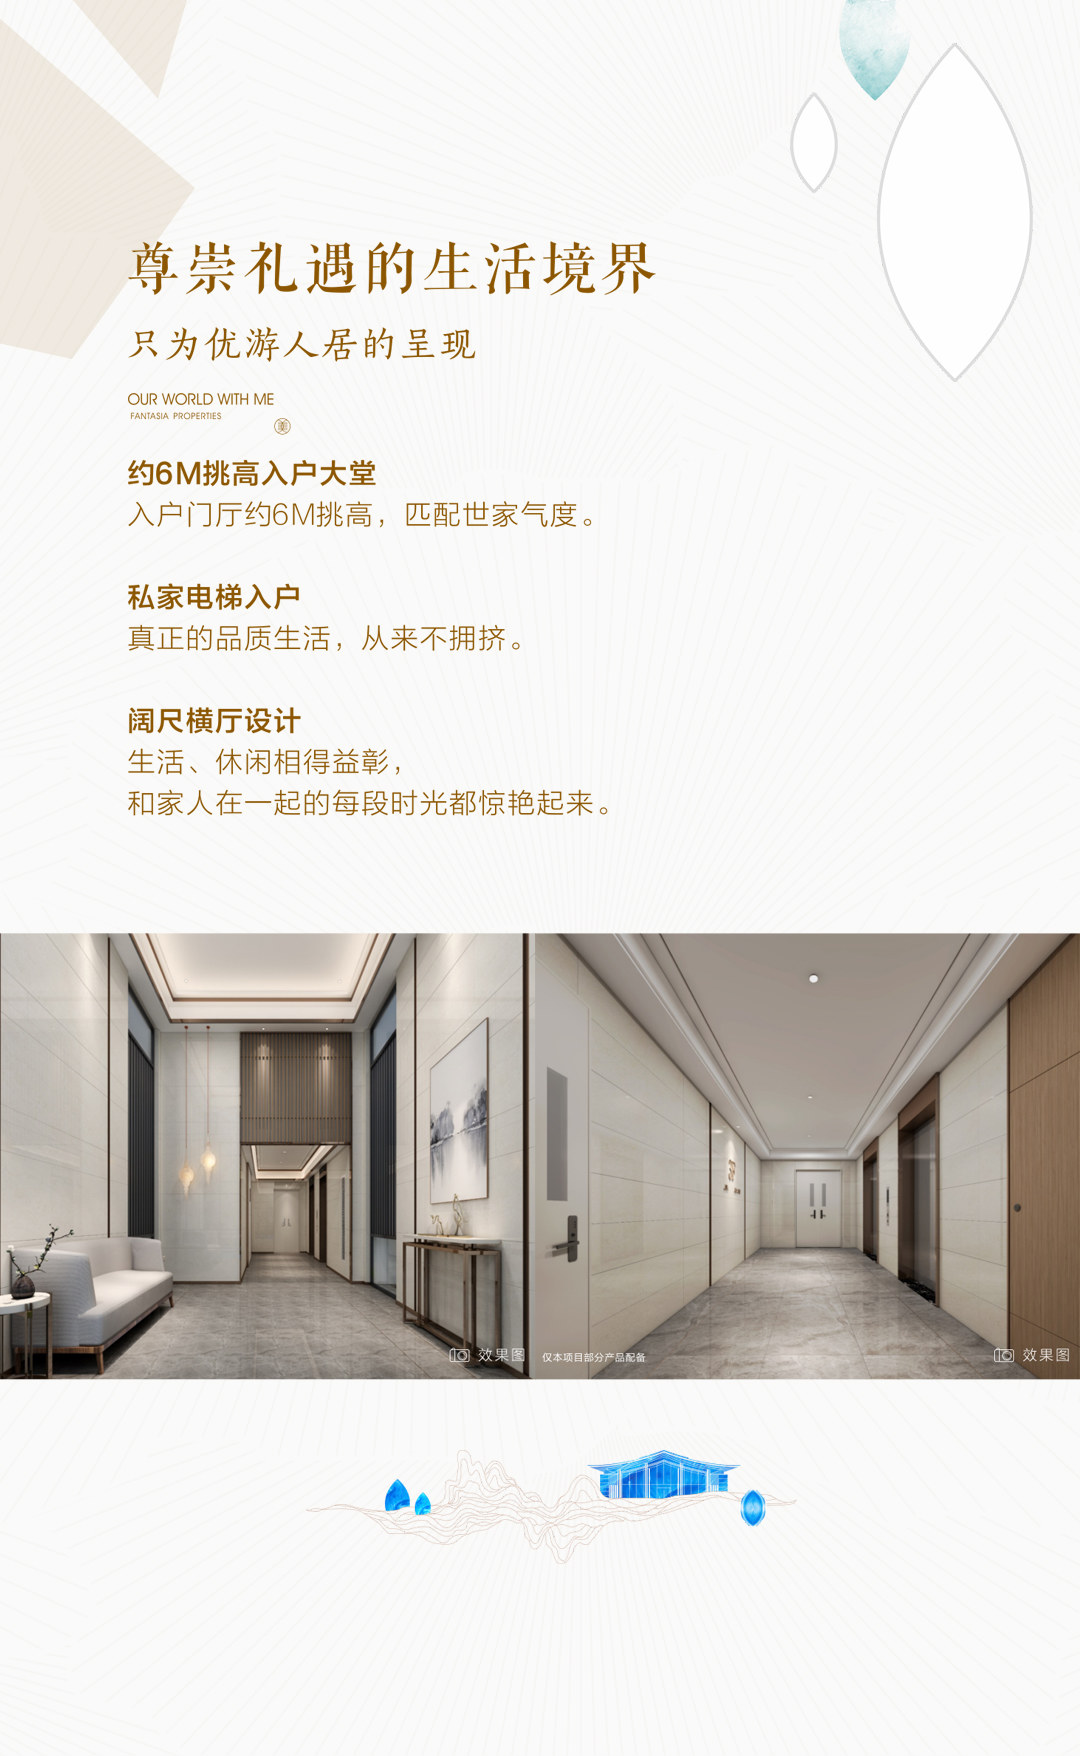 尊崇礼遇的生活境界
只为优游人居的呈现
OUR WORLD WITH ME
FANTASIA PROPERTIES
约6M挑高入户大堂
入户门厅约6M挑高，匹配世家气度。
私家电梯入户
真正的品质生活，从来不拥挤。
阔尺横厅设计
生活、休闲相得益彰，
和家人在一起的每段时光都惊艳起来。
效果图
仅本项目部分产品配备
效果图